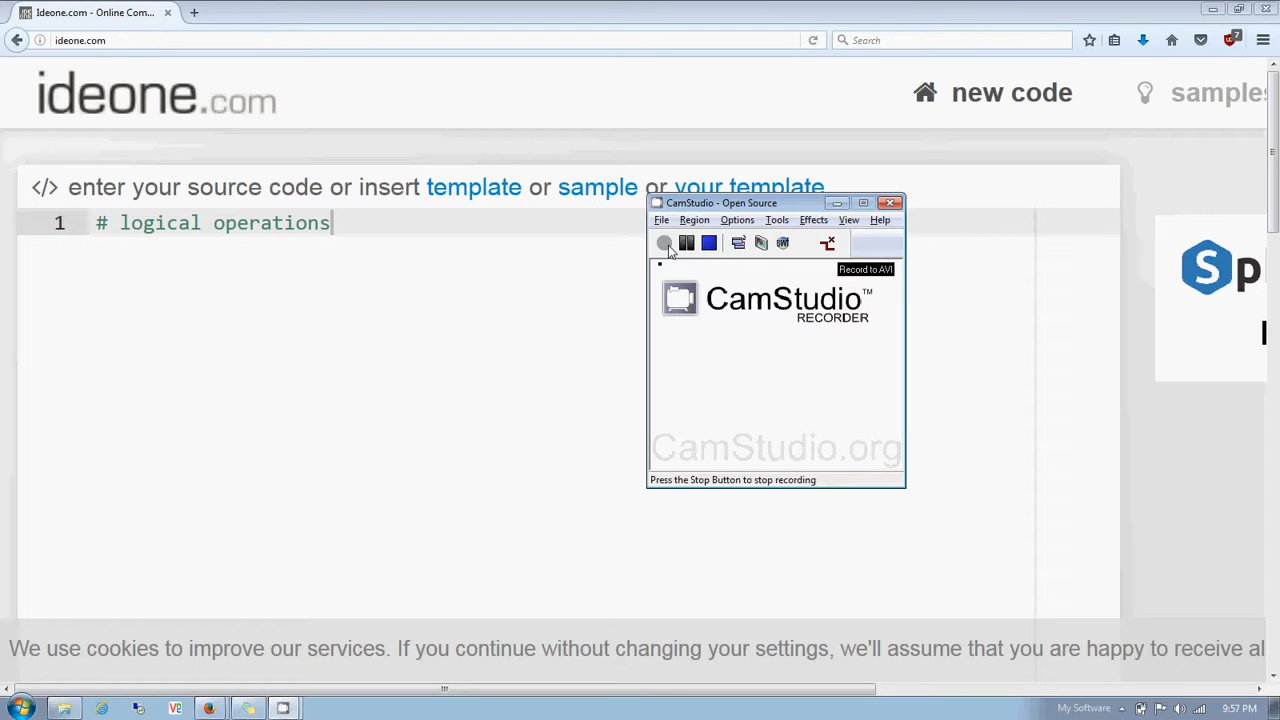 Ideone.com - Online Com...
ideone.com
Search
7
ideone.com
new code
samples
</> enter your source code or insert template or sample or your template
1 # logical operations
CamStudio - Open Source
File Region Options Tools Effects View Help
Record to AVI
CamStudio™
RECORDER
CamStudio.org
Press the Stop Button to stop recording
Sp
We use cookies to improve our services. If you continue without changing your settings, we'll assume that you are happy to receive al
My Software
9:57 PM